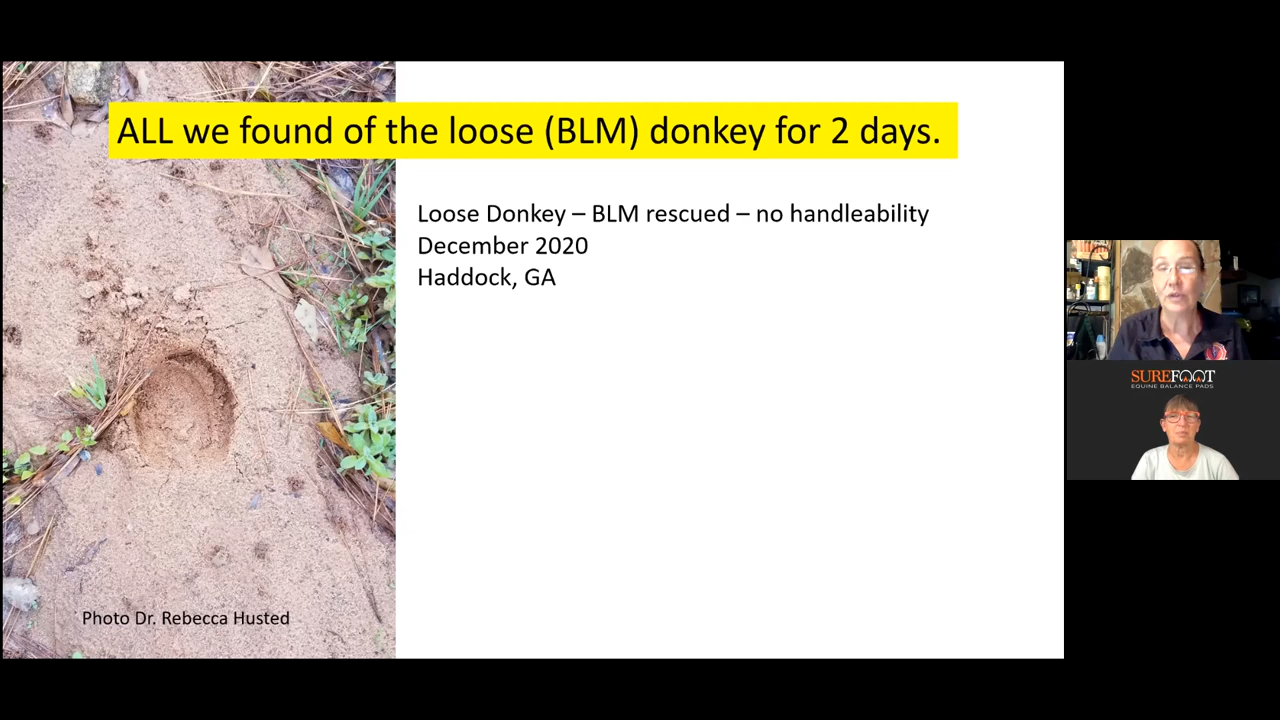 ALL we found of the loose (BLM) donkey for 2 days.
Loose Donkey – BLM rescued – no handleability
December 2020
Haddock, GA
Photo Dr. Rebecca Husted
SUREFOOT
EQUINE BALANCE PADS